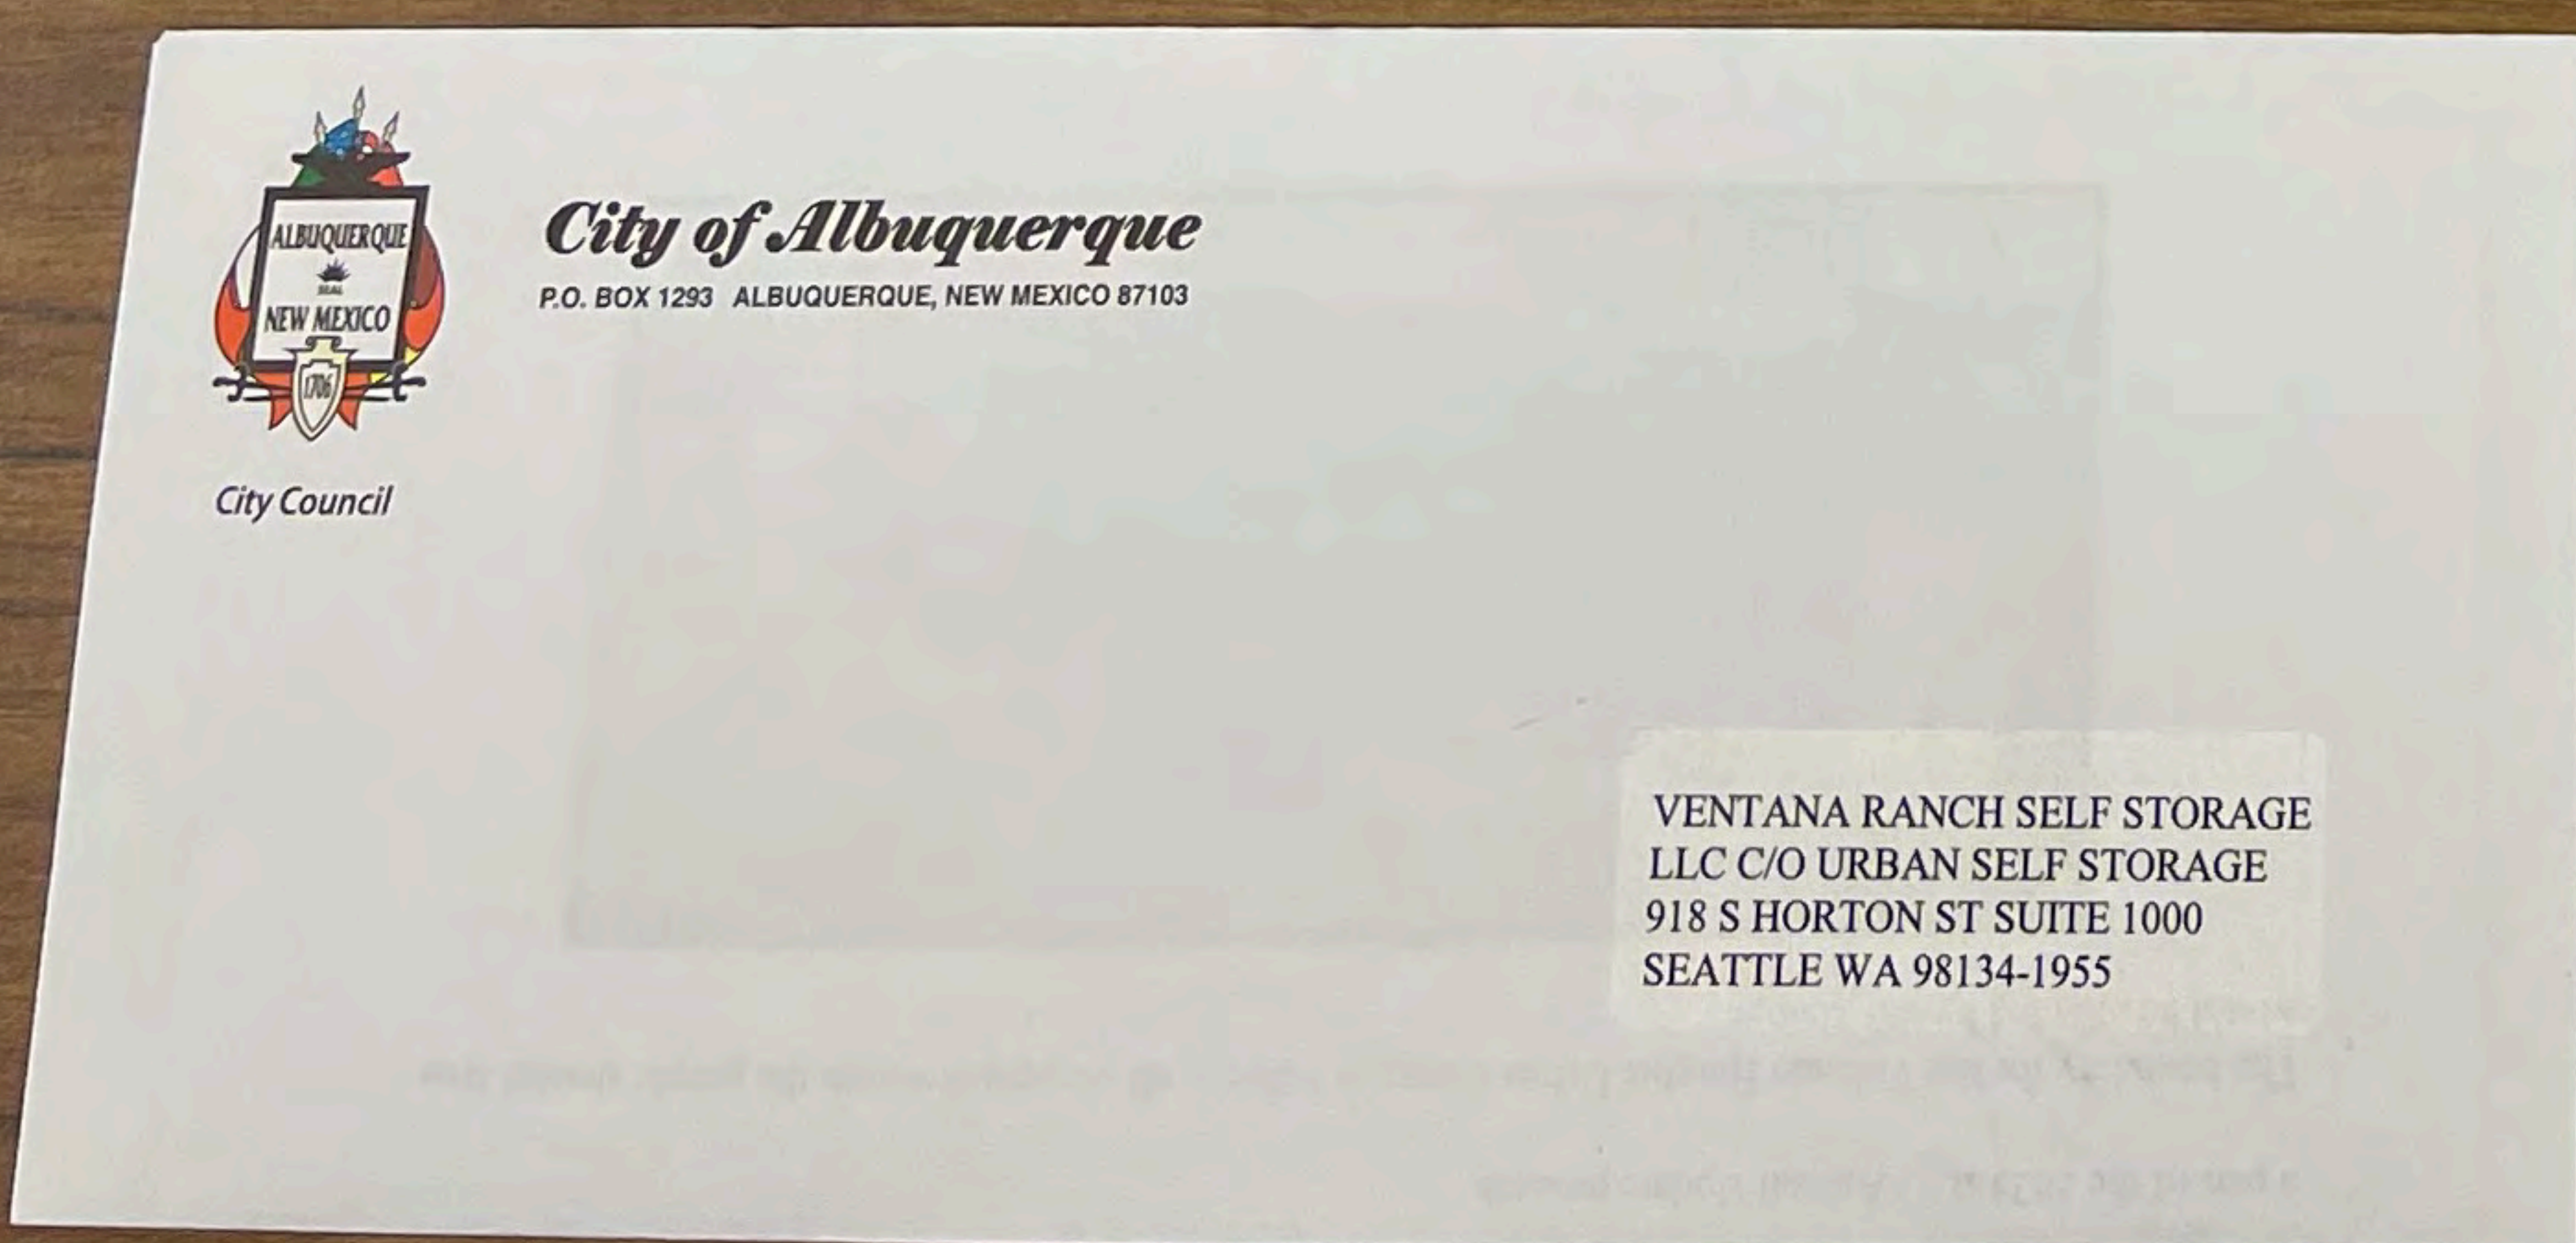 ALBUQUERQUE
SEAL
NEW MEXICO
1706
City of Albuquerque
P.O. BOX 1293 ALBUQUERQUE, NEW MEXICO 87103
City Council
VENTANA RANCH SELF STORAGE
LLC C/O URBAN SELF STORAGE
918 S HORTON ST SUITE 1000
SEATTLE WA 98134-1955